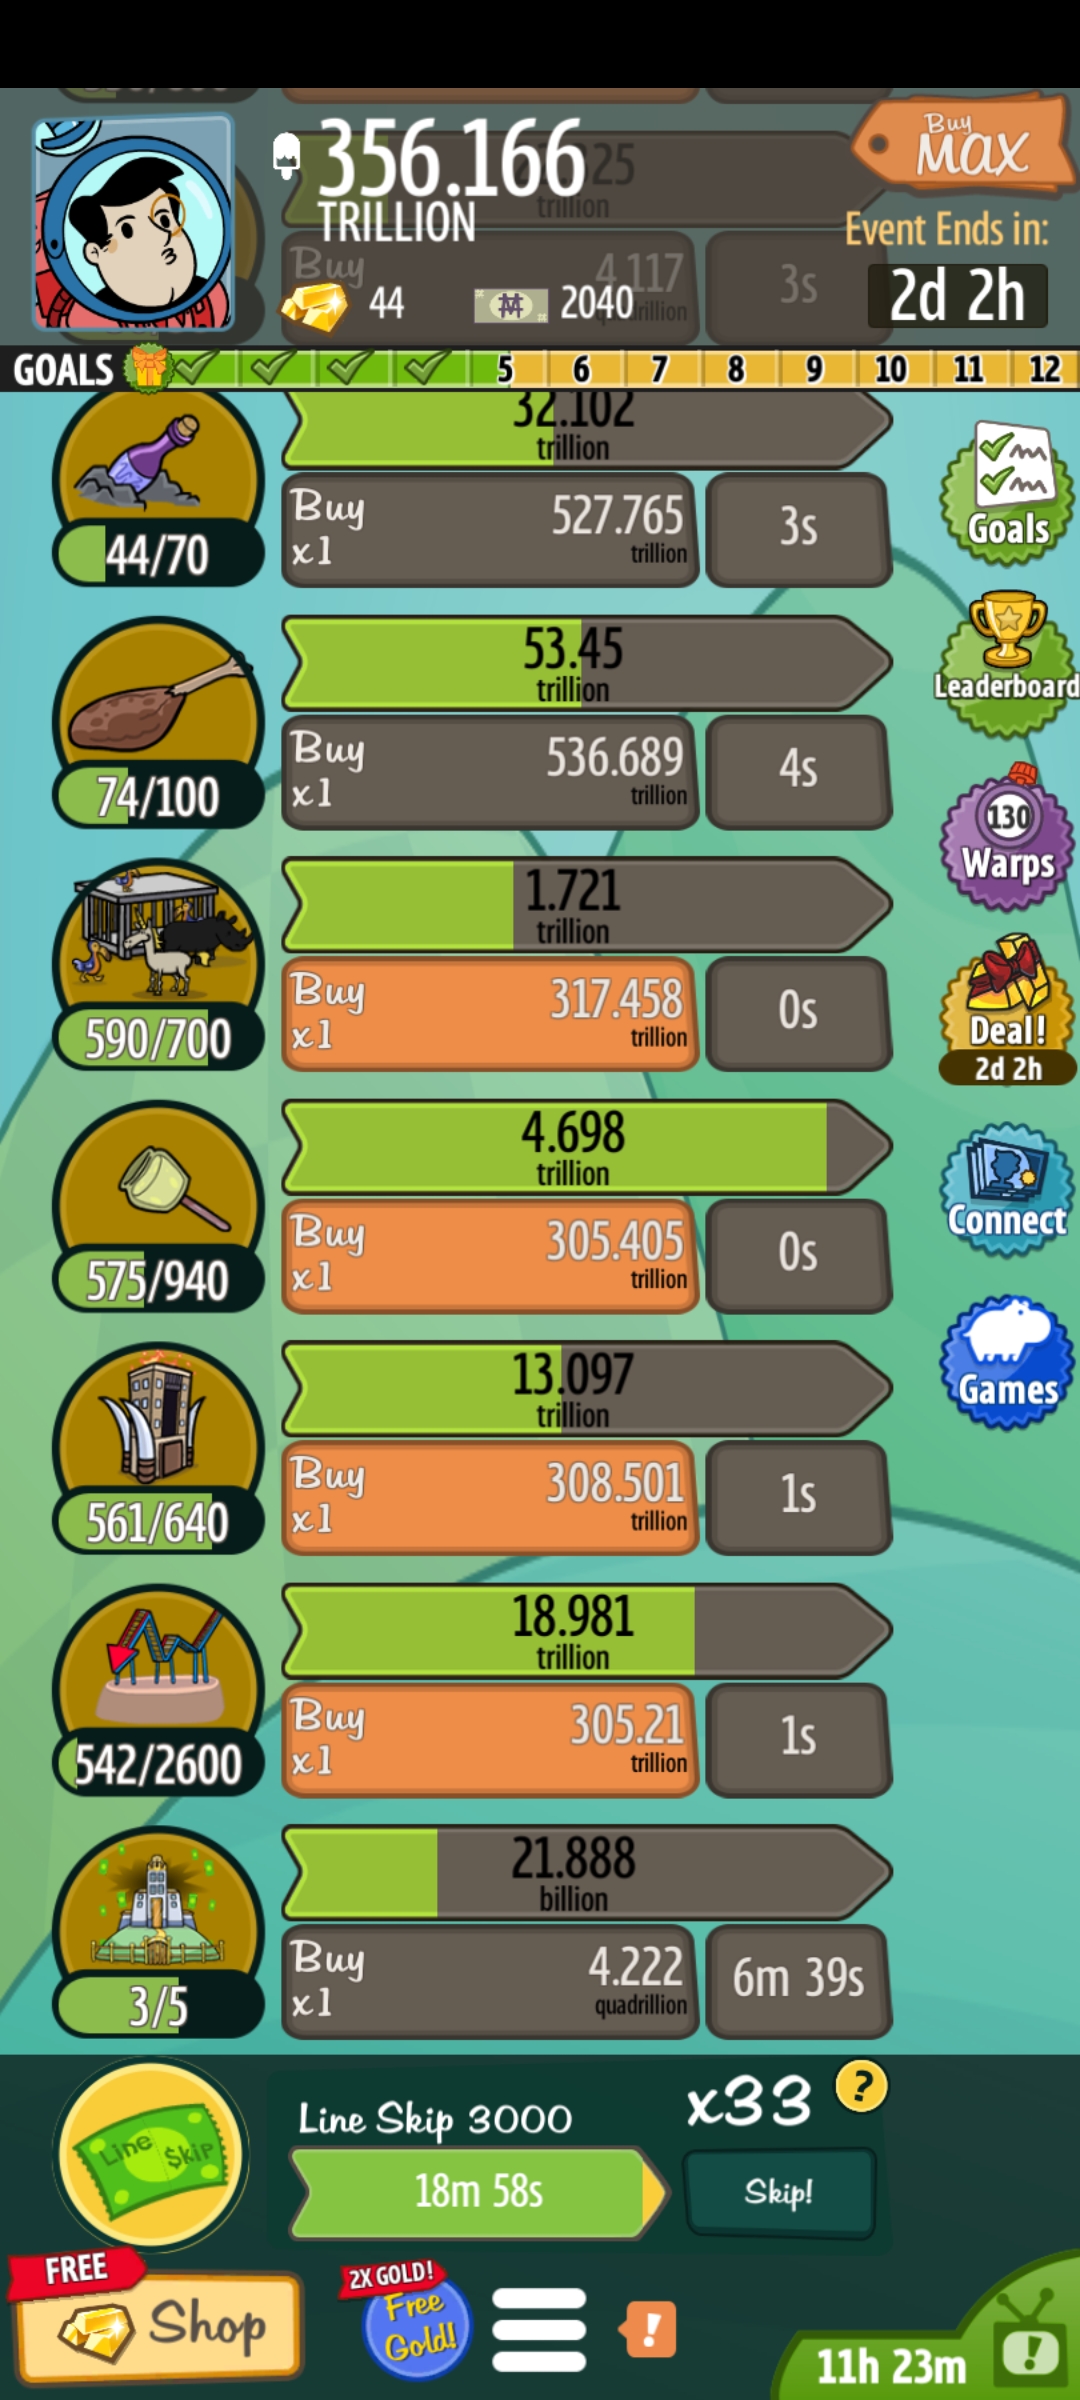 356.166
TRILLION
Buy
MAX
Event Ends in:
2d 2h
44
2040
trillion
Buy
4.117
3s
GOALS
5 6 7 8 9 10 11 12
32.102
trillion
44/70
Buy
x1
527.765
trillion
3s
Goals
53.45
trillion
74/100
Buy
x1
536.689
trillion
4s
Leaderboard
130
Warps
1.721
trillion
590/700
Buy
x1
317.458
trillion
0s
Deal!
2d 2h
4.698
trillion
575/940
Buy
x1
305.405
trillion
0s
Connect
13.097
trillion
561/640
Buy
x1
308.501
trillion
1s
Games
18.981
trillion
542/2600
Buy
x1
305.21
trillion
1s
21.888
billion
3/5
Buy
x1
4.222
quadrillion
6m 39s
Line $kip
Line Skip 3000
x33
?
18m 58s
Skip!
FREE
Shop
2X GOLD!
Free
Gold!
!
11h 23m
!